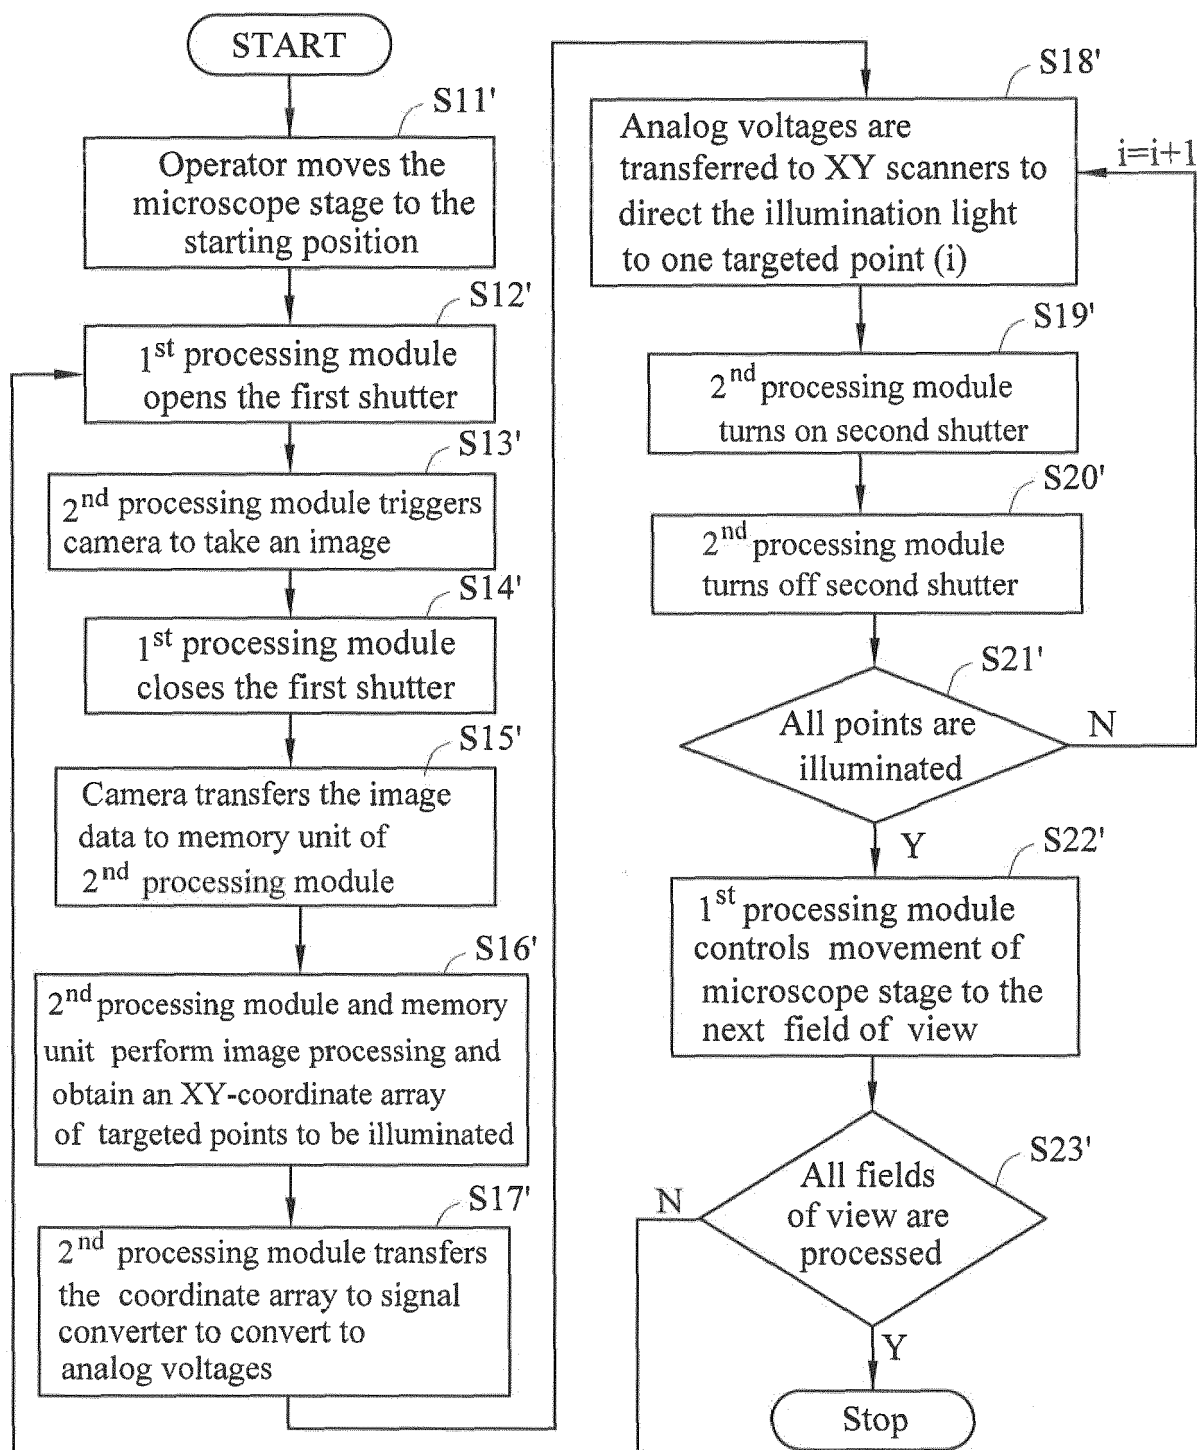 START
S11'
Operator moves the
microscope stage to the
starting position
S12'
1st processing module
opens the first shutter
S13'
2nd processing module triggers
camera to take an image
S14'
1st processing module
closes the first shutter
S15'
Camera transfers the image
data to memory unit of
2nd processing module
S16'
2nd processing module and memory
unit perform image processing and
obtain an XY-coordinate array
of targeted points to be illuminated
S17'
2nd processing module transfers
the coordinate array to signal
converter to convert to
analog voltages
S18'
Analog voltages are
transferred to XY scanners to
direct the illumination light
to one targeted point (i)
i=i+1
S19'
2nd processing module
turns on second shutter
S20'
2nd processing module
turns off second shutter
S21'
All points are
illuminated
N
Y
S22'
1st processing module
controls movement of
microscope stage to the
next field of view
S23'
All fields
of view are
processed
N
Y
Stop